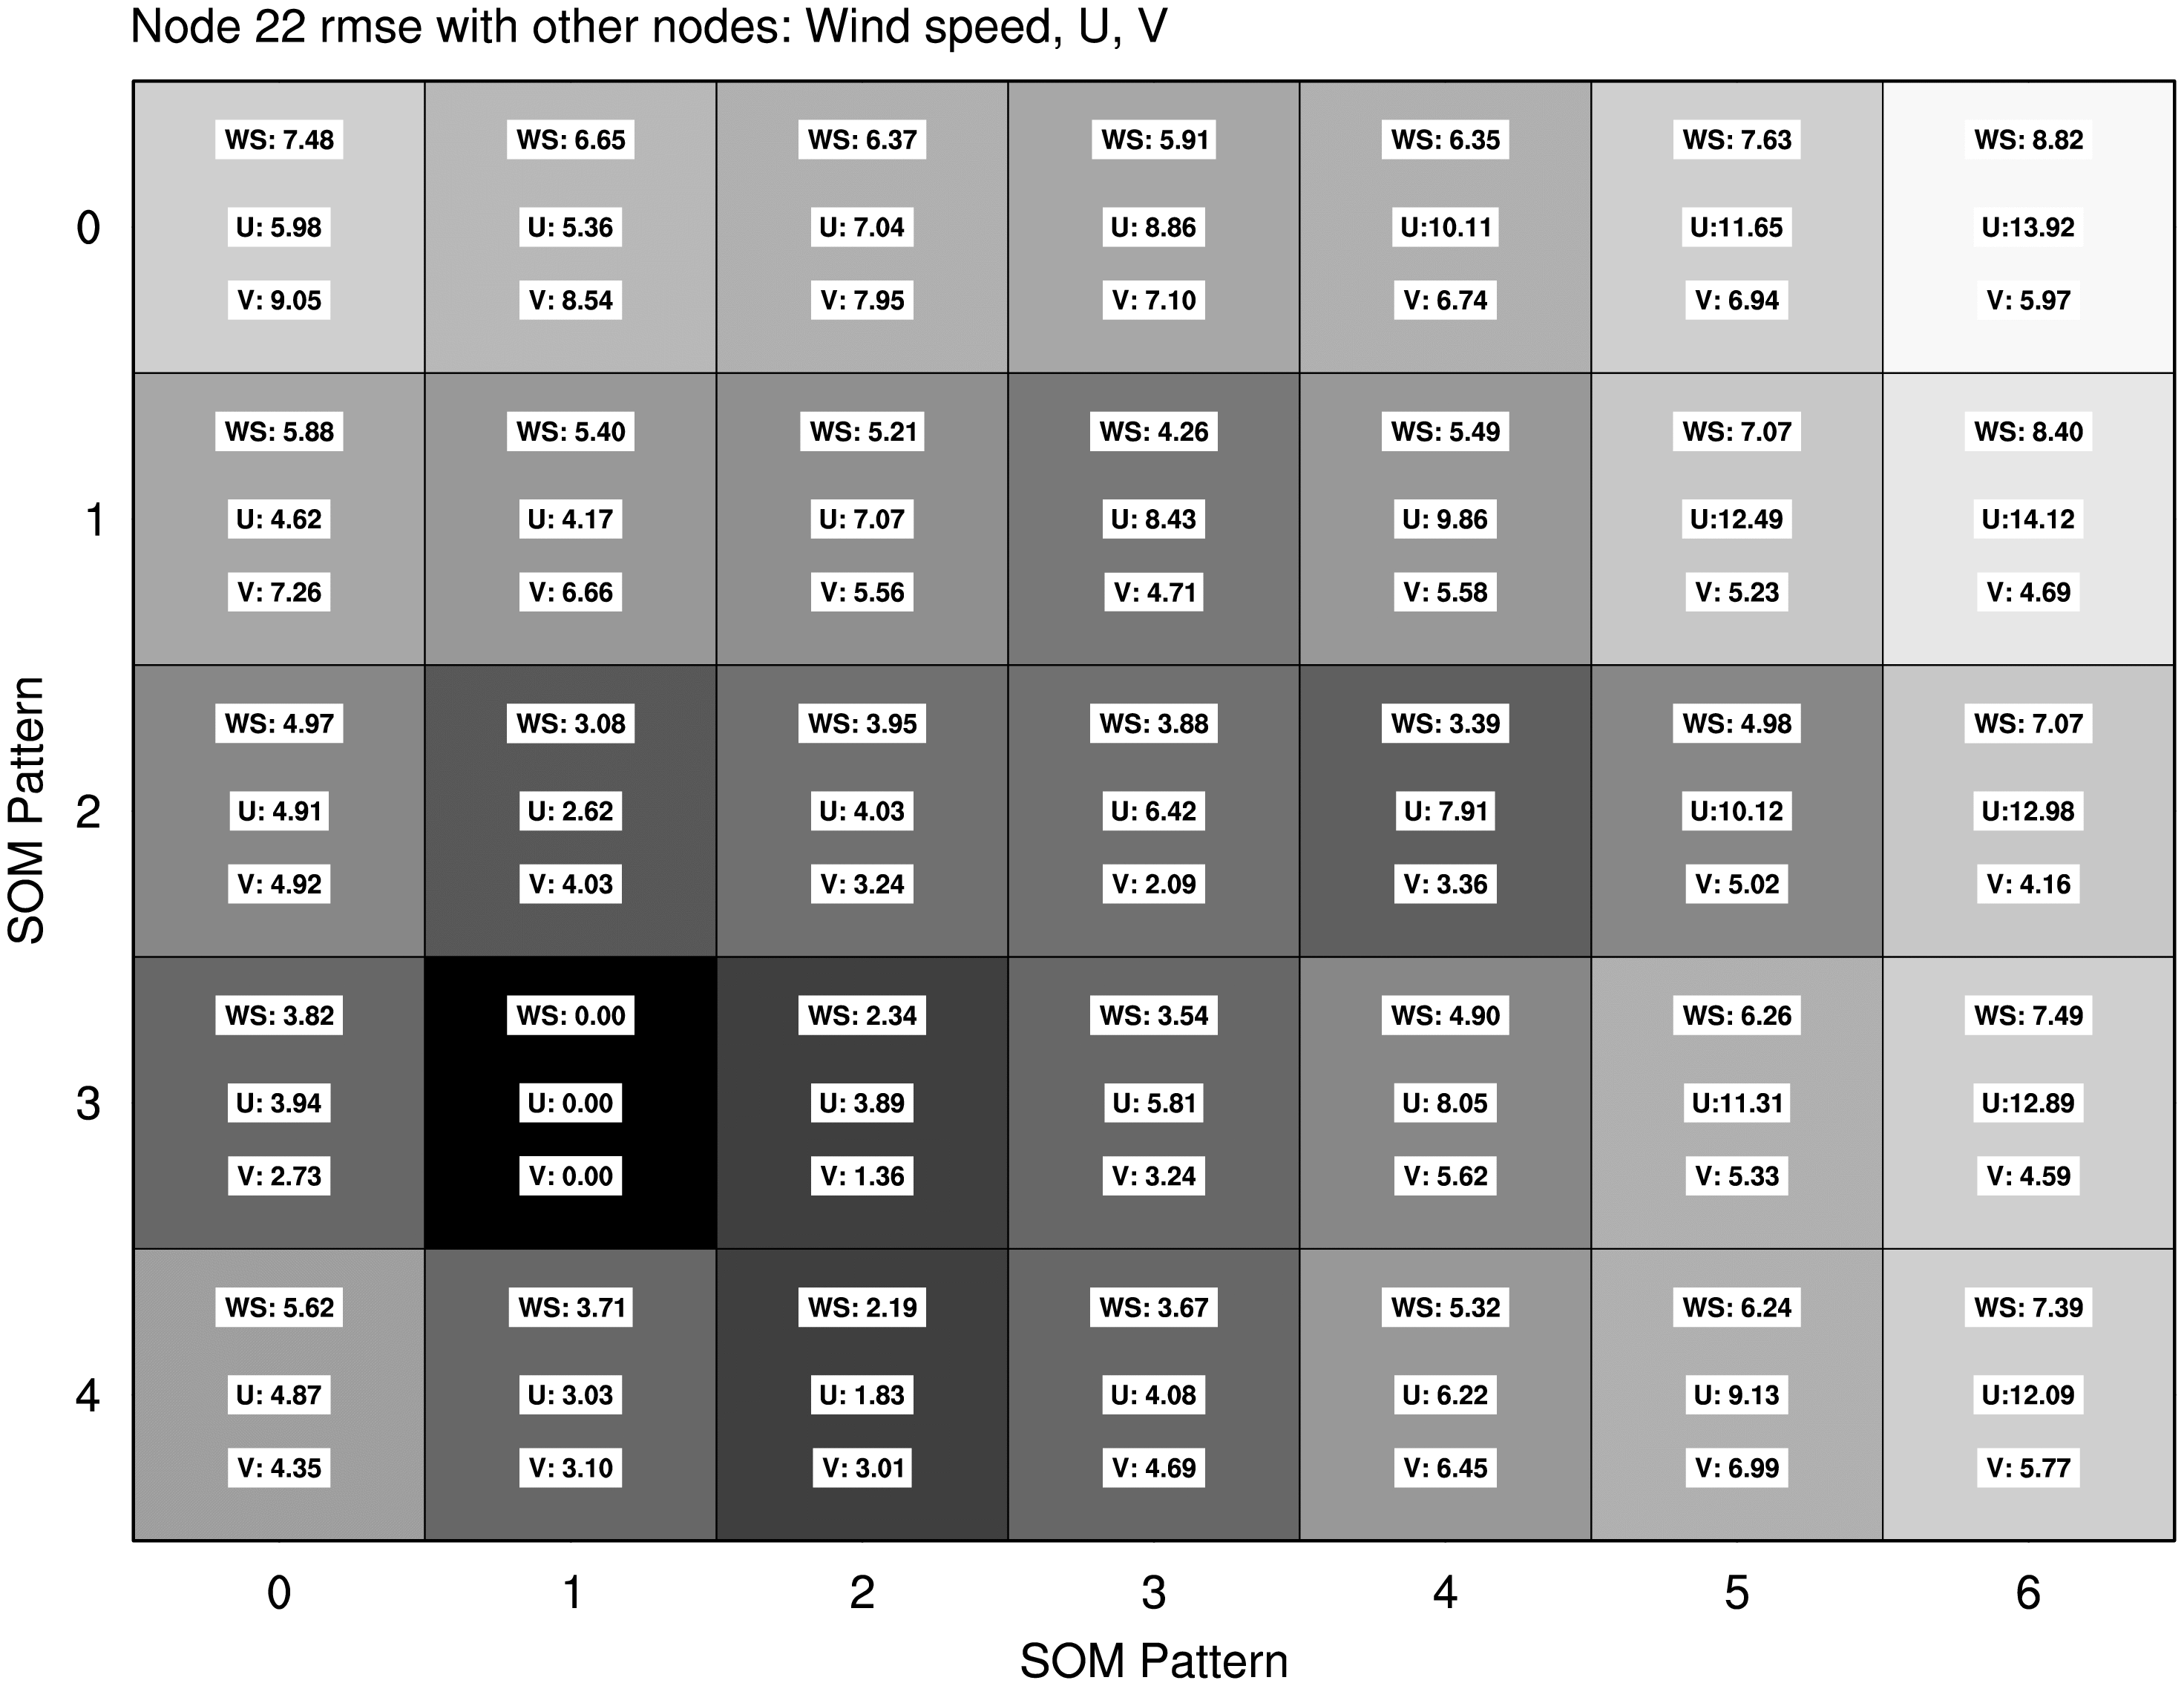 Node 22 rmse with other nodes: Wind speed, U, V
WS: 7.48 WS: 6.65 WS: 6.37 WS: 5.91 WS: 6.35 WS: 7.63 WS: 8.82
0 U: 5.98 U: 5.36 U: 7.04 U: 8.86 U:10.11 U:11.65 U:13.92
V: 9.05 V: 8.54 V: 7.95 V: 7.10 V: 6.74 V: 6.94 V: 5.97
WS: 5.88 WS: 5.40 WS: 5.21 WS: 4.26 WS: 5.49 WS: 7.07 WS: 8.40
1 U: 4.62 U: 4.17 U: 7.07 U: 8.43 U: 9.86 U:12.49 U:14.12
V: 7.26 V: 6.66 V: 5.56 V: 4.71 V: 5.58 V: 5.23 V: 4.69
SOM Pattern
WS: 4.97 WS: 3.08 WS: 3.95 WS: 3.88 WS: 3.39 WS: 4.98 WS: 7.07
2 U: 4.91 U: 2.62 U: 4.03 U: 6.42 U: 7.91 U:10.12 U:12.98
V: 4.92 V: 4.03 V: 3.24 V: 2.09 V: 3.36 V: 5.02 V: 4.16
WS: 3.82 WS: 0.00 WS: 2.34 WS: 3.54 WS: 4.90 WS: 6.26 WS: 7.49
3 U: 3.94 U: 0.00 U: 3.89 U: 5.81 U: 8.05 U:11.31 U:12.89
V: 2.73 V: 0.00 V: 1.36 V: 3.24 V: 5.62 V: 5.33 V: 4.59
WS: 5.62 WS: 3.71 WS: 2.19 WS: 3.67 WS: 5.32 WS: 6.24 WS: 7.39
4 U: 4.87 U: 3.03 U: 1.83 U: 4.08 U: 6.22 U: 9.13 U:12.09
V: 4.35 V: 3.10 V: 3.01 V: 4.69 V: 6.45 V: 6.99 V: 5.77
0 1 2 3 4 5 6
SOM Pattern